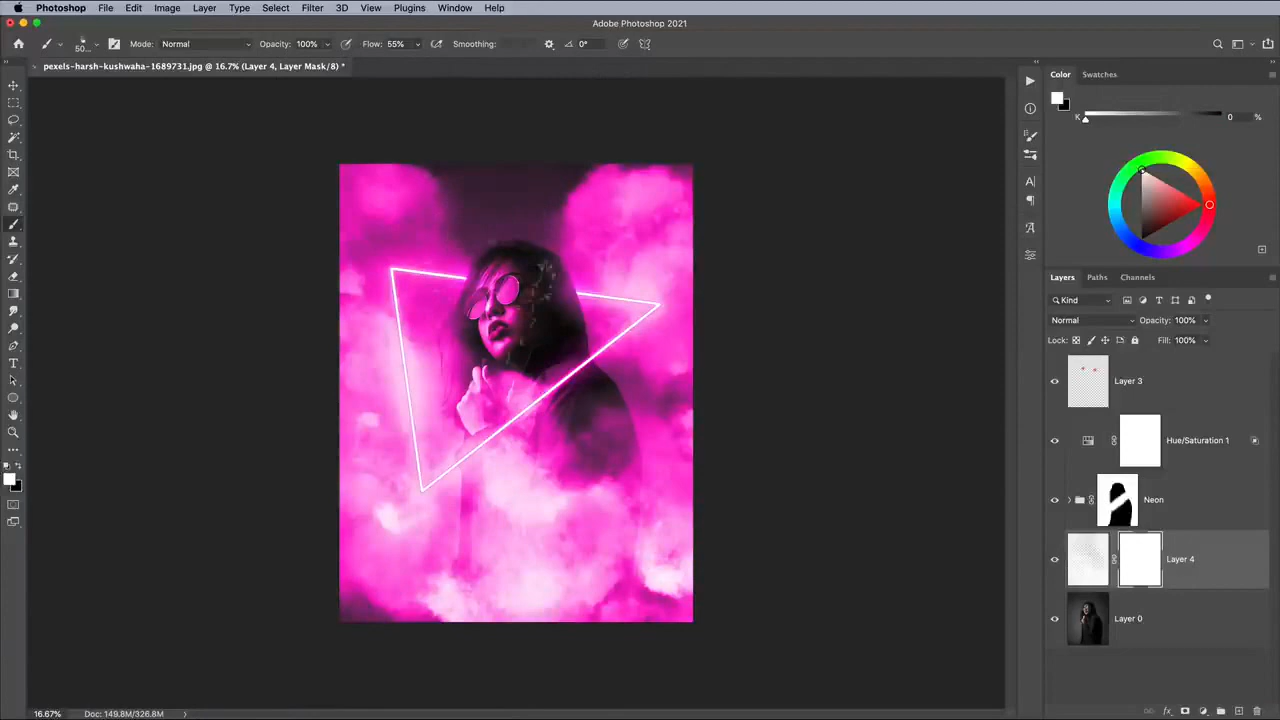 Photoshop File Edit Image Layer Type Select Filter 3D View Plugins Window Help
Adobe Photoshop 2021
50... Mode: Normal Opacity: 100% Flow: 55% Smoothing: 0°
pexels-harsh-kushwaha-1689731.jpg @ 16.7% (Layer 4, Layer Mask/8) *
Color Swatches
K 0 %
Layers Paths Channels
Kind
Normal Opacity: 100%
Lock: Fill: 100%
Layer 3
Hue/Saturation 1
Neon
Layer 4
Layer 0
16.67% Doc: 149.8M/326.8M